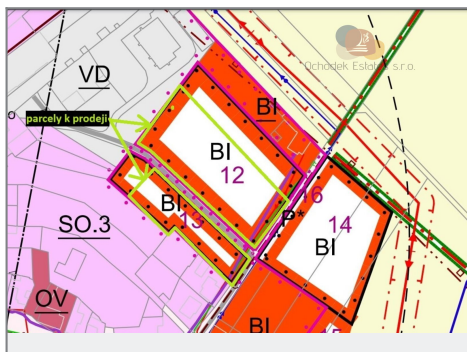 Ochodek Estate s.r.o.
VD
parcely k prodeji
BI
BI
12
16
BI
13
P*
14
BI
SO.3
OV
BI